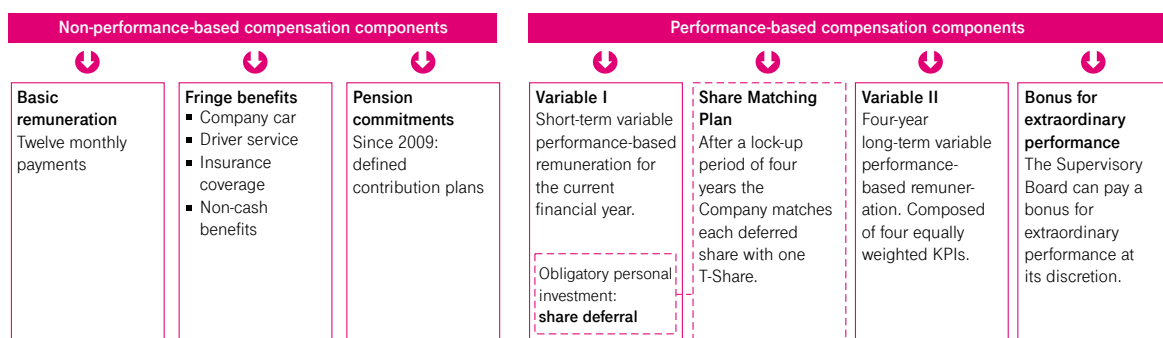 Non-performance-based compensation components
Performance-based compensation components
Basic
remuneration
Twelve monthly
payments
Fringe benefits
▪ Company car
▪ Driver service
▪ Insurance
coverage
▪ Non-cash
benefits
Pension
commitments
Since 2009:
defined
contribution plans
Variable I
Short-term variable
performance-based
remuneration for
the current
financial year.
Obligatory personal
investment:
share deferral
Share Matching
Plan
After a lock-up
period of four
years the
Company matches
each deferred
share with one
T-Share.
Variable II
Four-year
long-term variable
performance-
based remuner-
ation. Composed
of four equally
weighted KPIs.
Bonus for
extraordinary
performance
The Supervisory
Board can pay a
bonus for
extraordinary
performance at
its discretion.